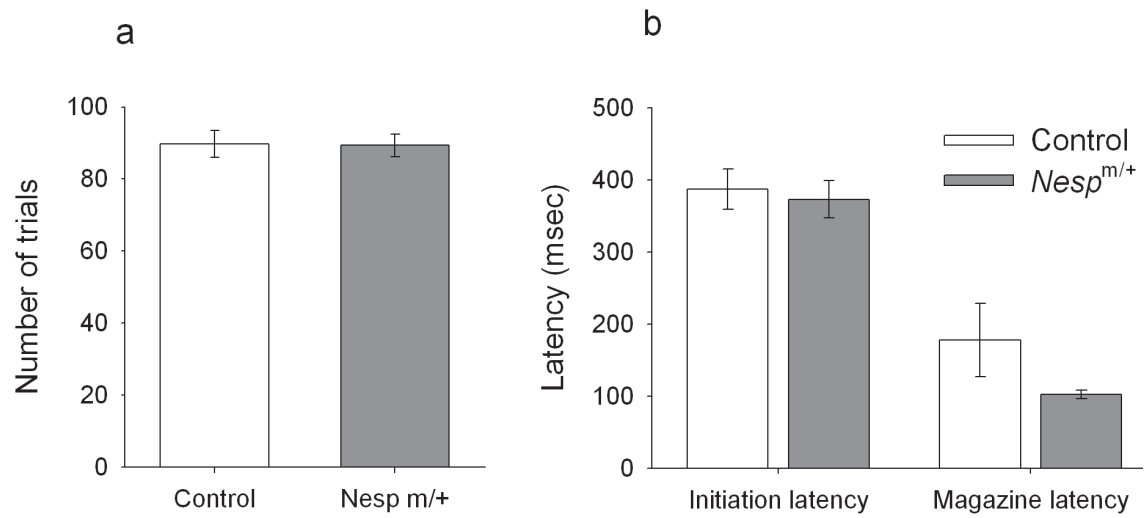 a
Number of trials
100
80
60
40
20
0
Control
Nesp m/+
b
Latency (msec)
500
400
300
200
100
0
Control
Nesp^m/+
Initiation latency
Magazine latency